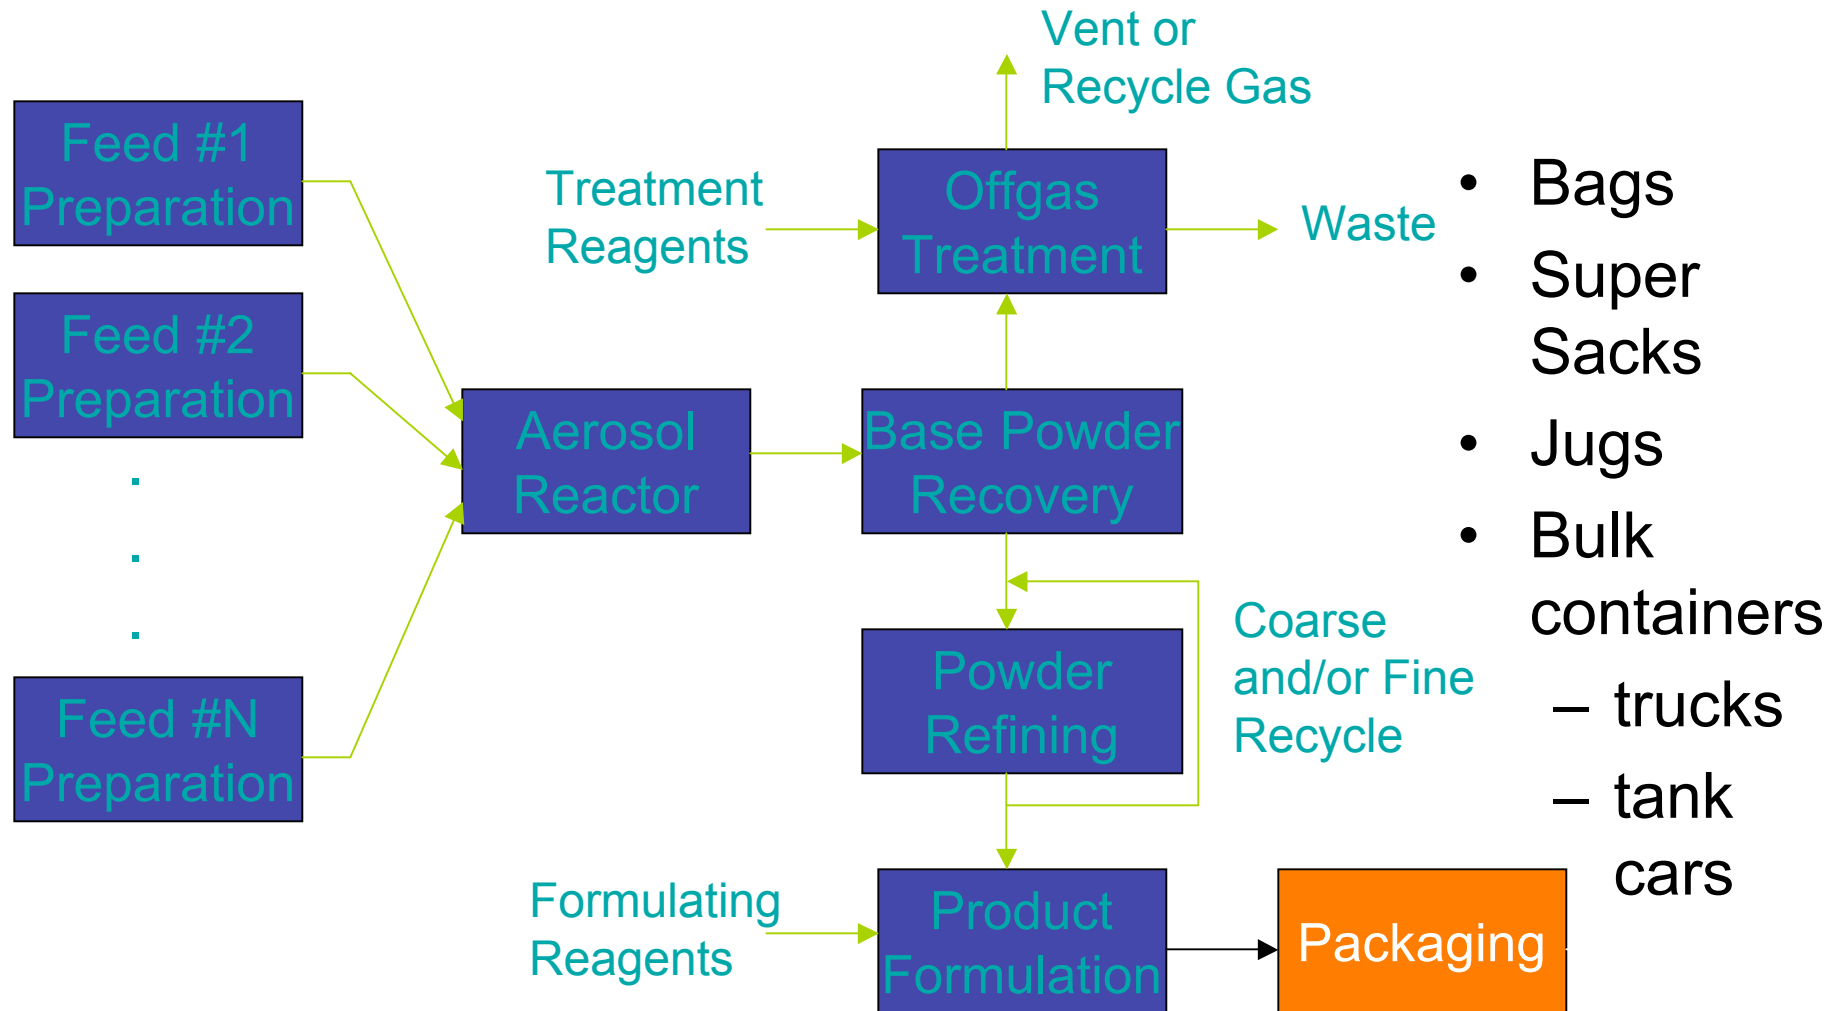 Vent or
Recycle Gas
Feed #1
Preparation
Treatment
Reagents
Offgas
Treatment
Waste
Feed #2
Preparation
Aerosol
Reactor
Base Powder
Recovery
.
.
.
Feed #N
Preparation
Powder
Refining
Coarse
and/or Fine
Recycle
Formulating
Reagents
Product
Formulation
Packaging
• Bags
• Super
Sacks
• Jugs
• Bulk
containers
– trucks
– tank
cars